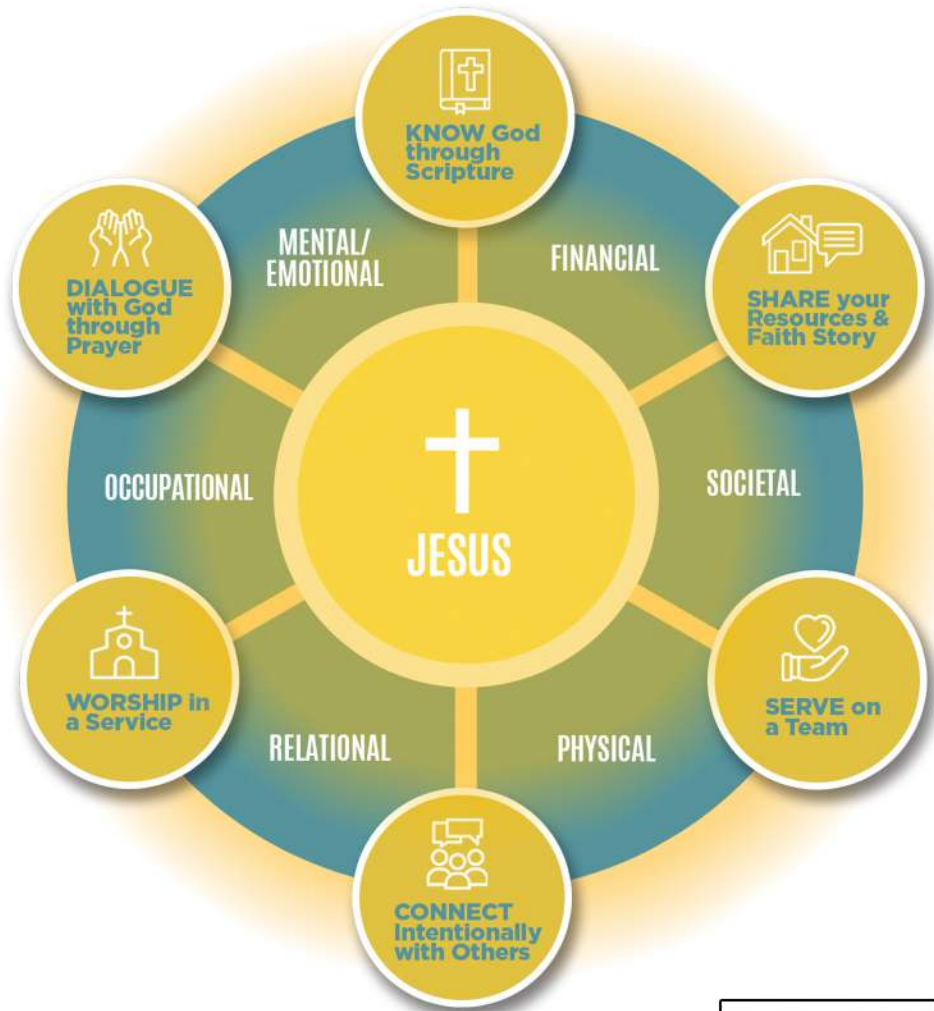 KNOW God
through
Scripture
MENTAL/
EMOTIONAL
FINANCIAL
DIALOGUE
with God
through
Prayer
SHARE your
Resources &
Faith Story
OCCUPATIONAL
SOCIETAL
JESUS
WORSHIP in
a Service
SERVE on
a Team
RELATIONAL
PHYSICAL
CONNECT
Intentionally
with Others